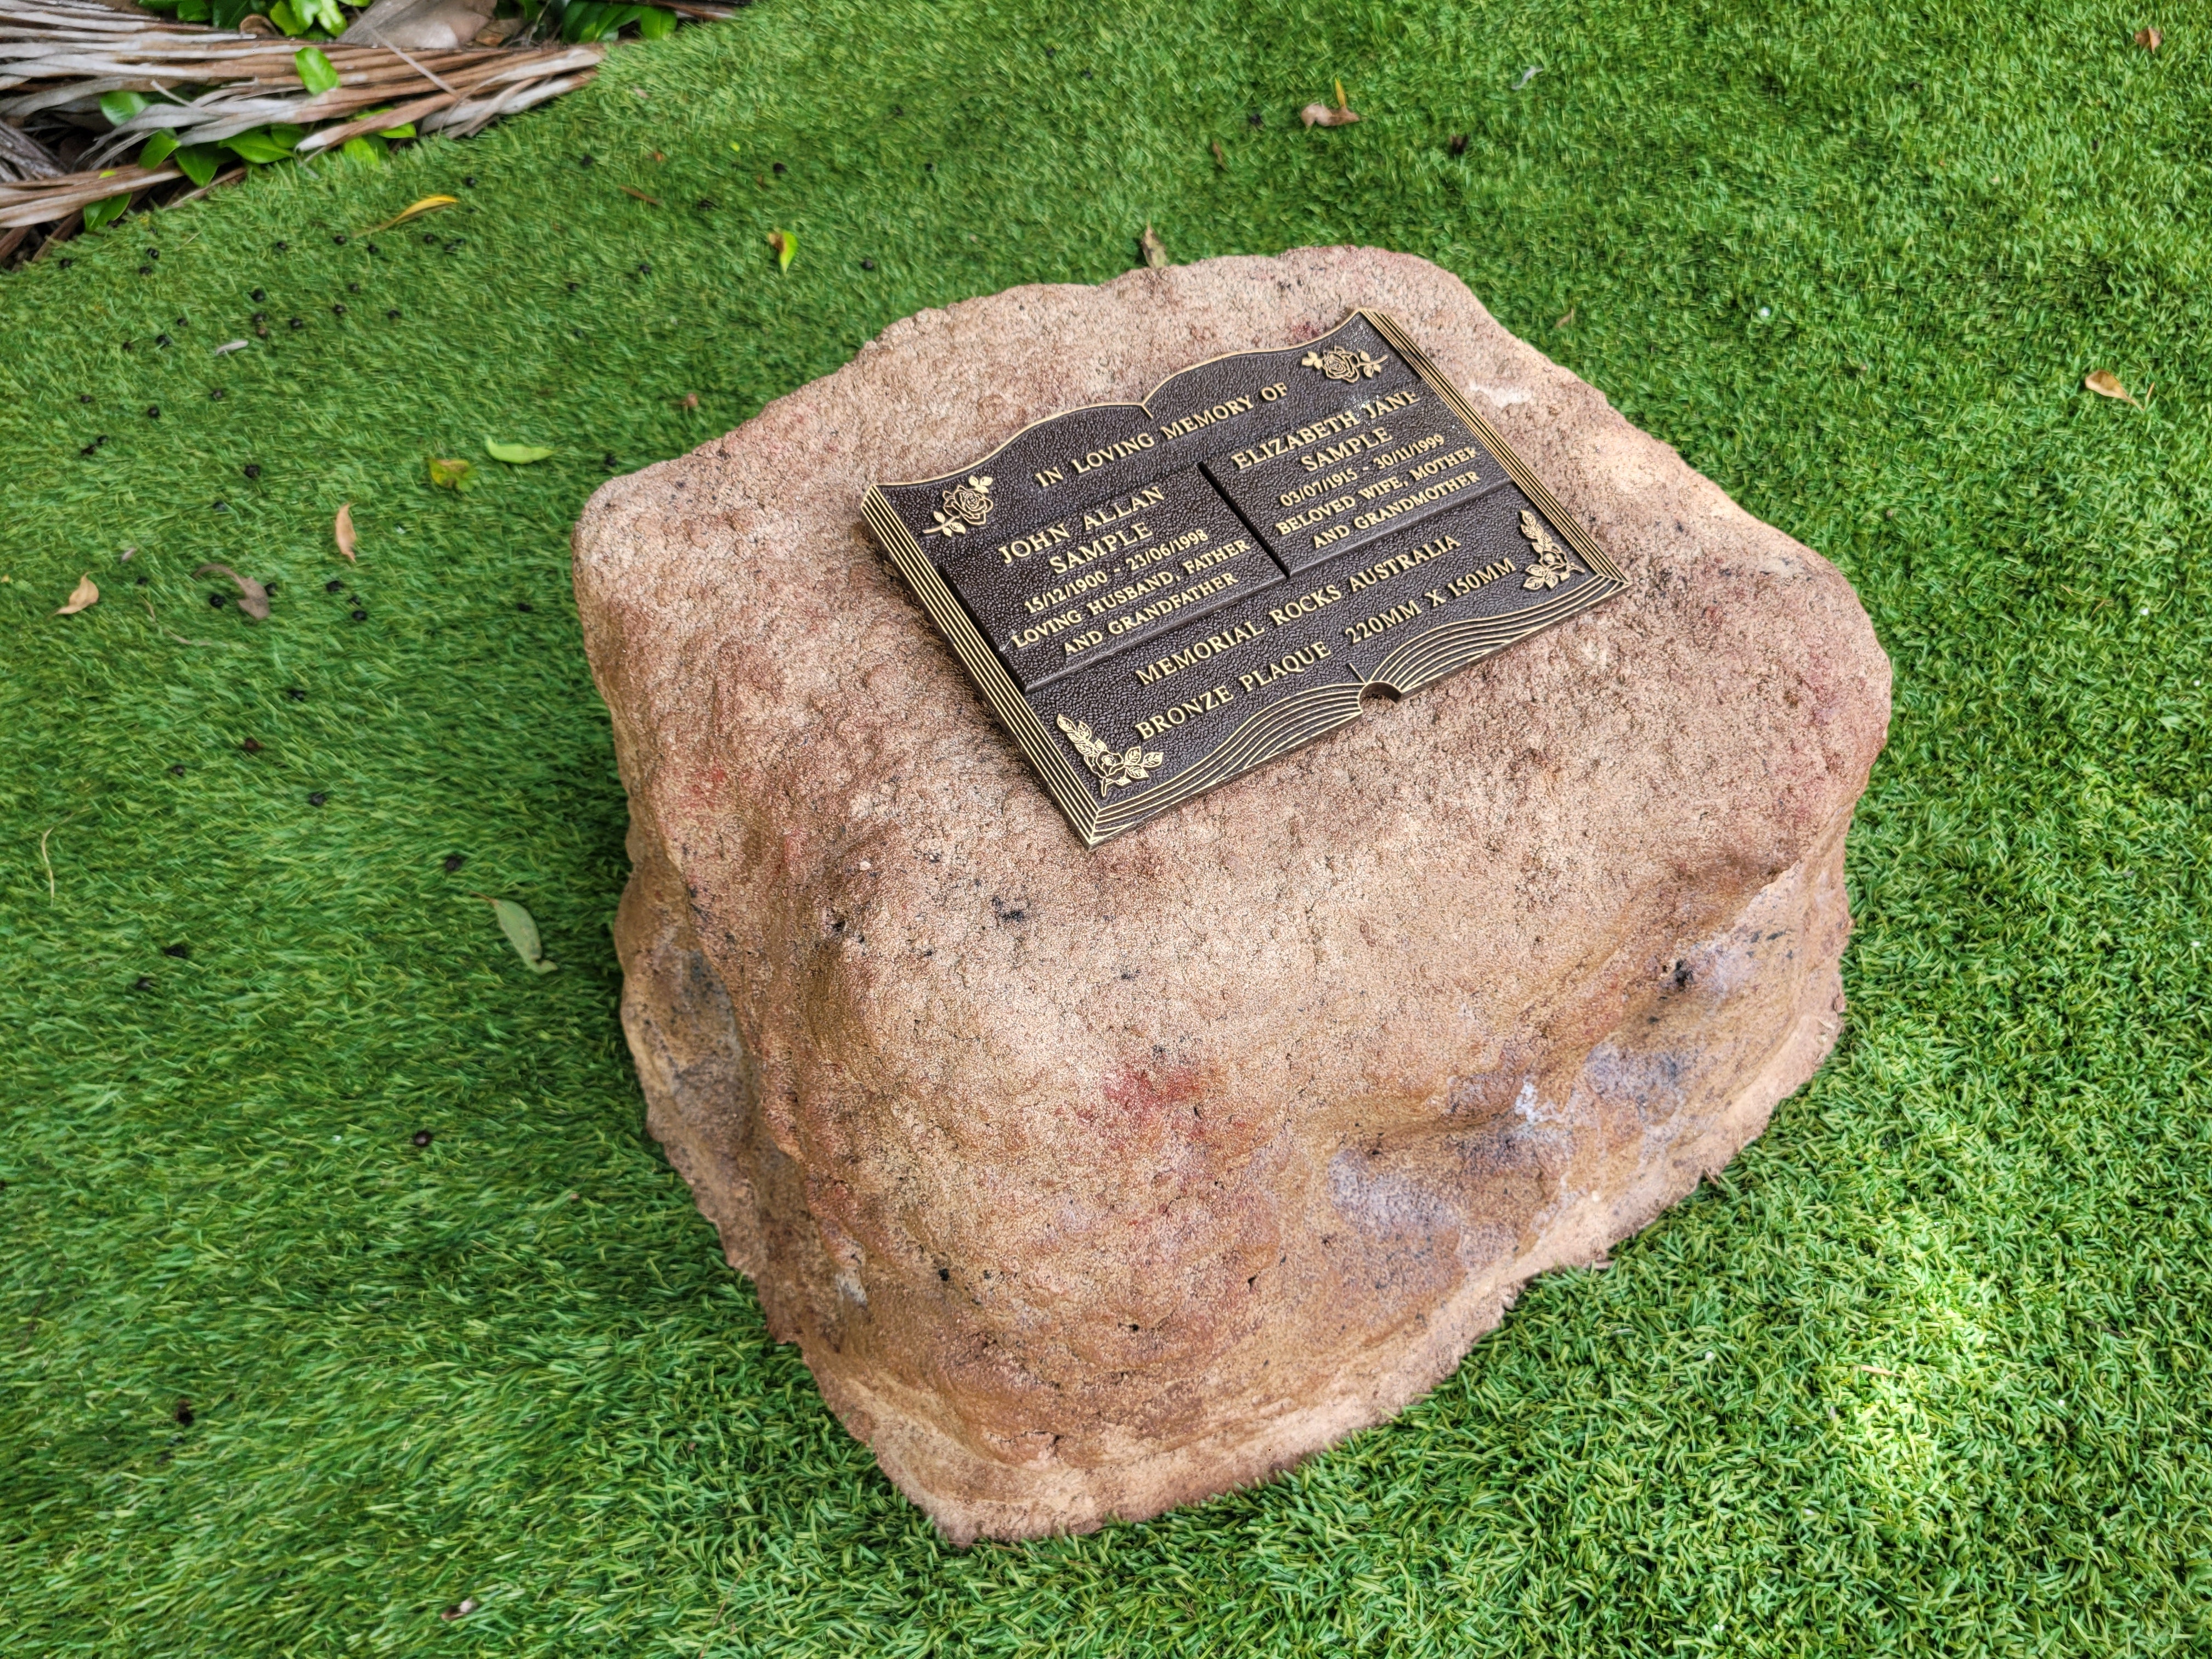 IN LOVING MEMORY OF
JOHN ALLAN
SAMPLE
15/12/1900 - 23/06/1998
LOVING HUSBAND, FATHER
AND GRANDFATHER
ELIZABETH JANE
SAMPLE
03/07/1915 - 30/11/1999
BELOVED WIFE, MOTHER
AND GRANDMOTHER
MEMORIAL ROCKS AUSTRALIA
BRONZE PLAQUE 220MM X 150MM